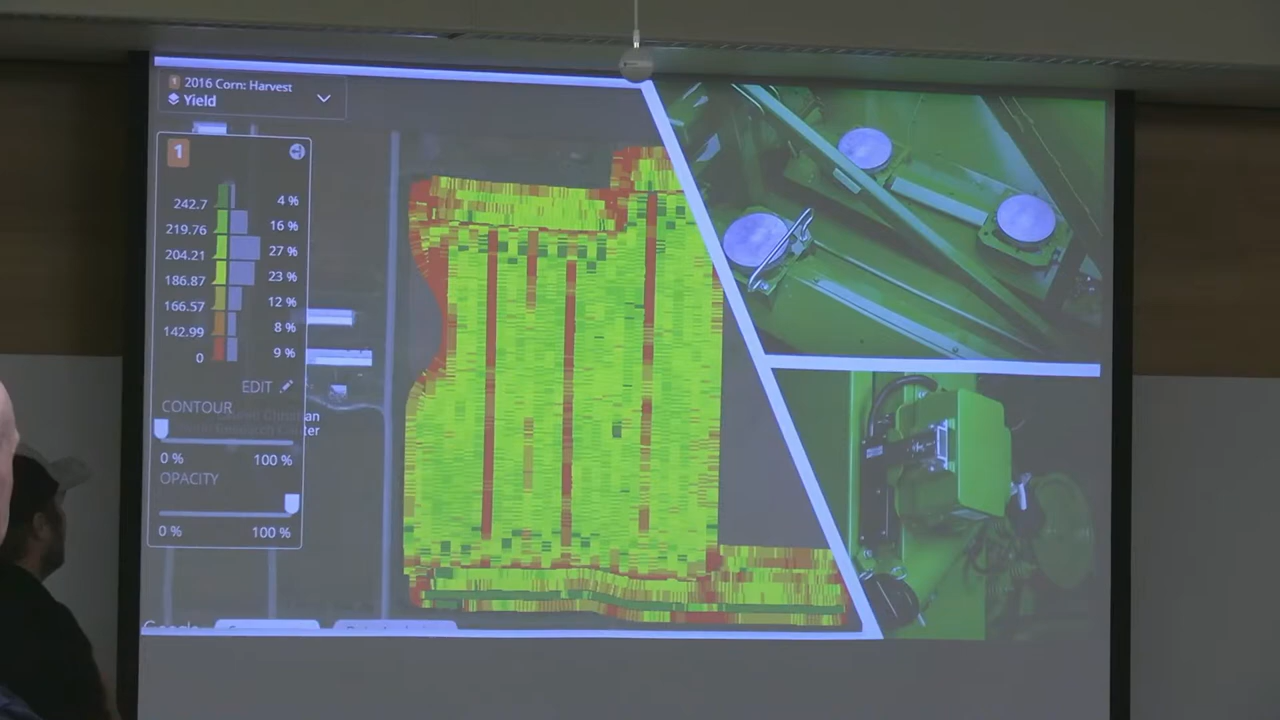 1 2016 Corn: Harvest
Yield
1
242.7 4 %
219.76 16 %
204.21 27 %
186.87 23 %
166.57 12 %
142.99 8 %
0 9 %
EDIT
CONTOUR
0 % 100 %
OPACITY
0 % 100 %